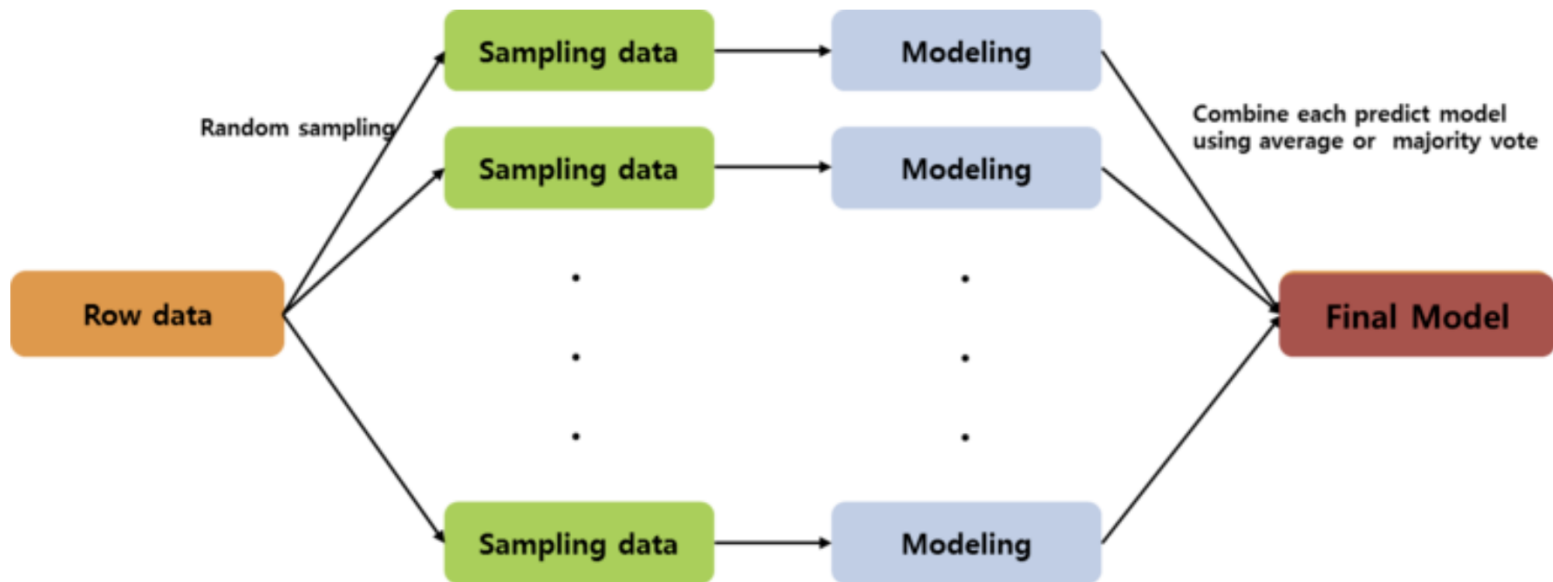 Sampling data
Modeling
Random sampling
Combine each predict model
using average or majority vote
Sampling data
Modeling
Row data
Final Model
Sampling data
Modeling